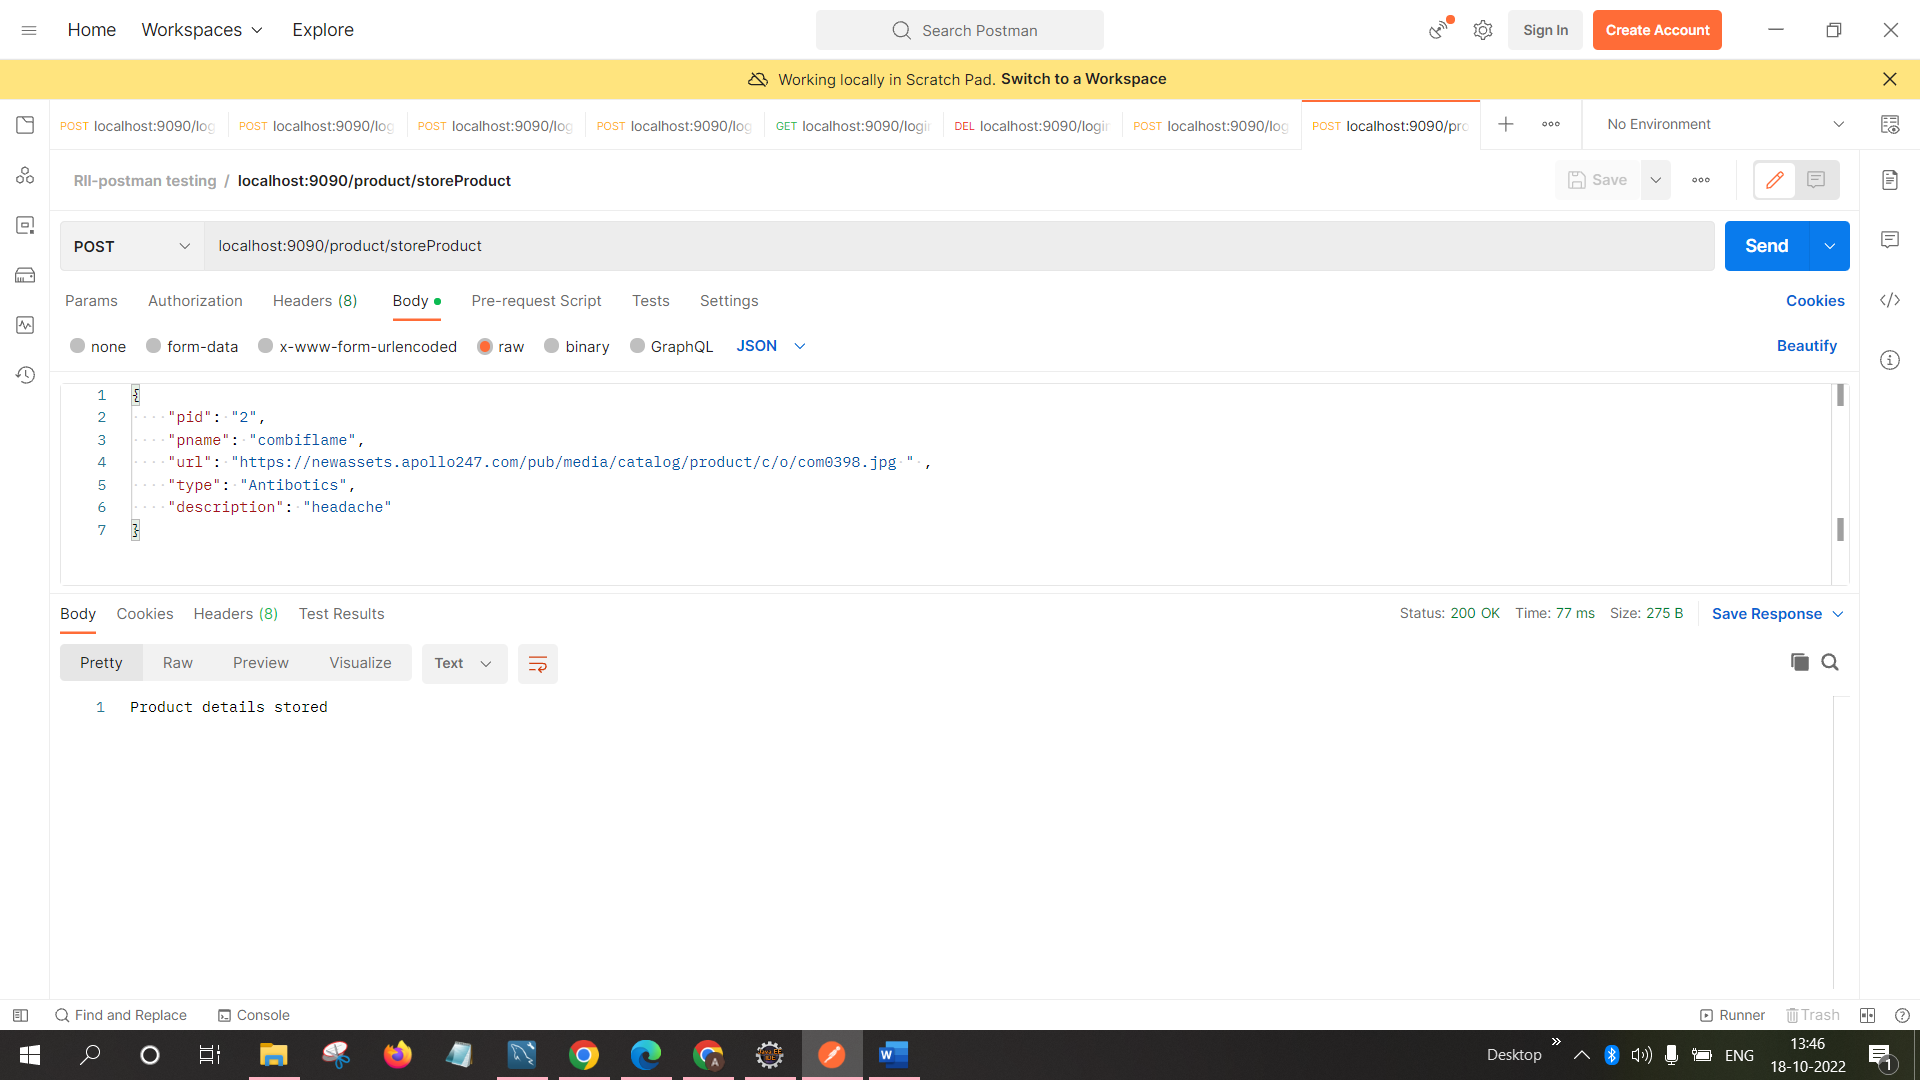 Home Workspaces Explore Search Postman Sign In Create Account
Working locally in Scratch Pad. Switch to a Workspace
POST localhost:9090/log POST localhost:9090/log POST localhost:9090/log POST localhost:9090/log GET localhost:9090/logi DEL localhost:9090/login POST localhost:9090/log POST localhost:9090/pro No Environment
RII-postman testing / localhost:9090/product/storeProduct Save
POST localhost:9090/product/storeProduct Send
Params Authorization Headers (8) Body Pre-request Script Tests Settings Cookies
none form-data x-www-form-urlencoded raw binary GraphQL JSON Beautify
1 {
2 "pid": "2",
3 "pname": "combiflame",
4 "url": "https://newassets.apollo247.com/pub/media/catalog/product/c/o/com0398.jpg " ,
5 "type": "Antibotics",
6 "description": "headache"
7 }
Body Cookies Headers (8) Test Results Status: 200 OK Time: 77 ms Size: 275 B Save Response
Pretty Raw Preview Visualize Text
1 Product details stored
Find and Replace Console Runner Trash
Desktop ENG 13:46
18-10-2022 1